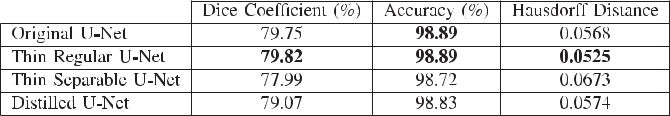 Dice Coefficient (%) Accuracy (%) Hausdorff Distance
Original U-Net 79.75 98.89 0.0568
Thin Regular U-Net 79.82 98.89 0.0525
Thin Separable U-Net 77.99 98.72 0.0673
Distilled U-Net 79.07 98.83 0.0574